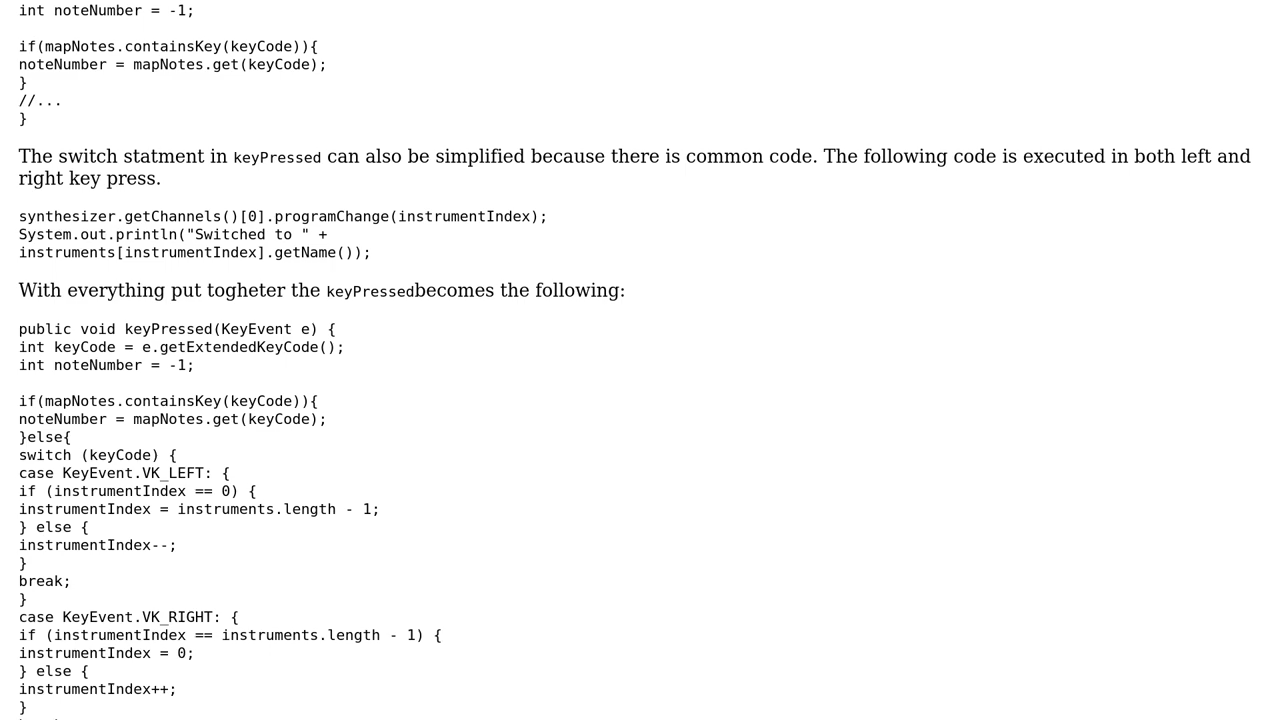 int noteNumber = -1;
if(mapNotes.containsKey(keyCode)){
noteNumber = mapNotes.get(keyCode);
}
//...
}
The switch statment in keyPressed can also be simplified because there is common code. The following code is executed in both left and
right key press.
synthesizer.getChannels()[0].programChange(instrumentIndex);
System.out.println("Switched to " +
instruments[instrumentIndex].getName());
With everything put togheter the keyPressedbecomes the following:
public void keyPressed(KeyEvent e) {
int keyCode = e.getExtendedKeyCode();
int noteNumber = -1;
if(mapNotes.containsKey(keyCode)){
noteNumber = mapNotes.get(keyCode);
}else{
switch (keyCode) {
case KeyEvent.VK_LEFT: {
if (instrumentIndex == 0) {
instrumentIndex = instruments.length - 1;
} else {
instrumentIndex--;
}
break;
}
case KeyEvent.VK_RIGHT: {
if (instrumentIndex == instruments.length - 1) {
instrumentIndex = 0;
} else {
instrumentIndex++;
}